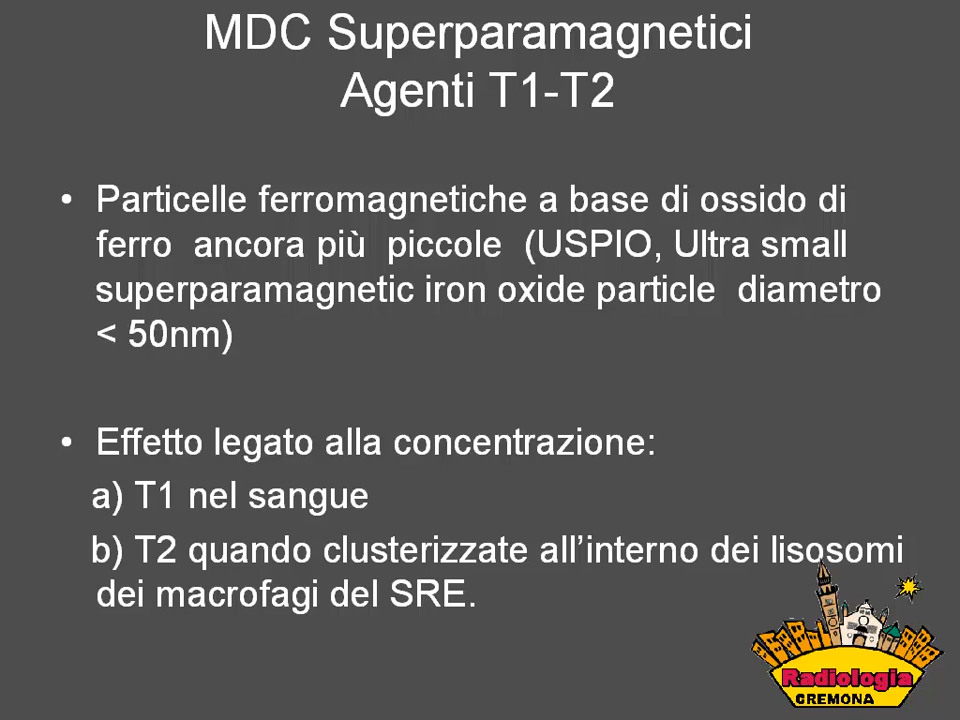 MDC Superparamagnetici
Agenti T1-T2
• Particelle ferromagnetiche a base di ossido di
ferro ancora più piccole (USPIO, Ultra small
superparamagnetic iron oxide particle diametro
< 50nm)
• Effetto legato alla concentrazione:
a) T1 nel sangue
b) T2 quando clusterizzate all’interno dei lisosomi
dei macrofagi del SRE.
Radiologia
CREMONA